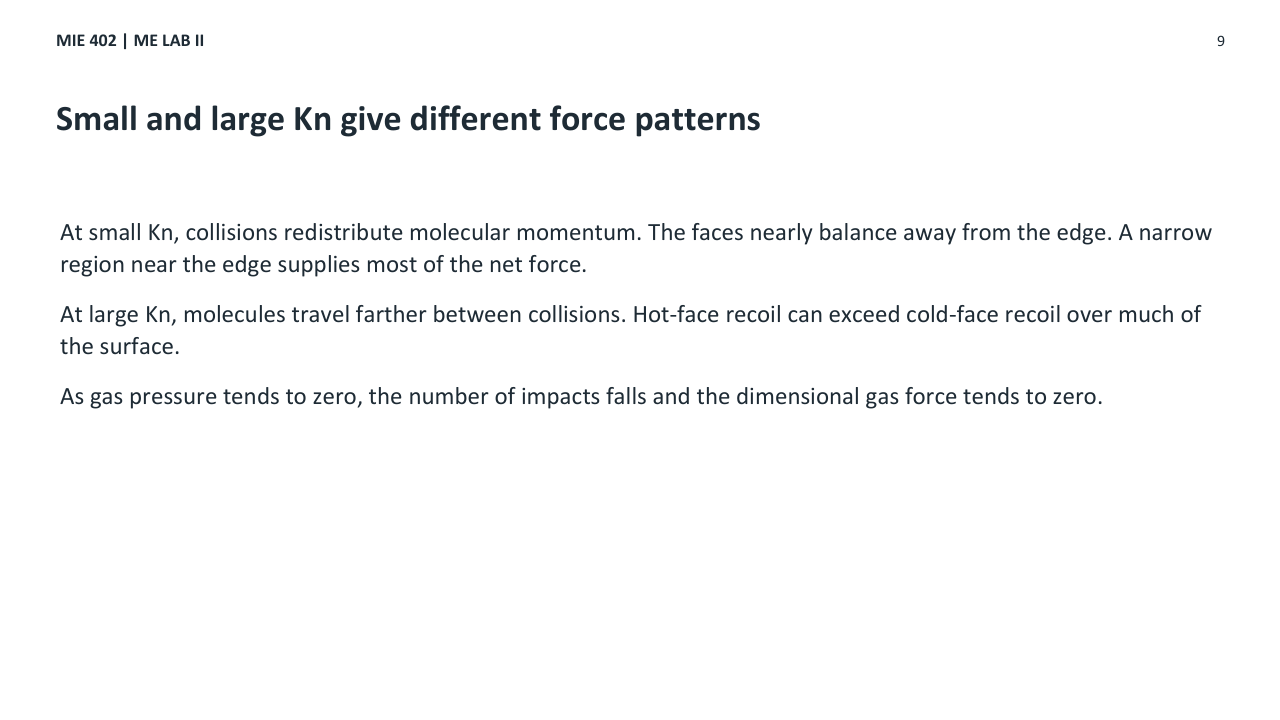 MIE 402 | ME LAB II
9
Small and large Kn give different force patterns
At small Kn, collisions redistribute molecular momentum. The faces nearly balance away from the edge. A narrow
region near the edge supplies most of the net force.
At large Kn, molecules travel farther between collisions. Hot-face recoil can exceed cold-face recoil over much of
the surface.
As gas pressure tends to zero, the number of impacts falls and the dimensional gas force tends to zero.